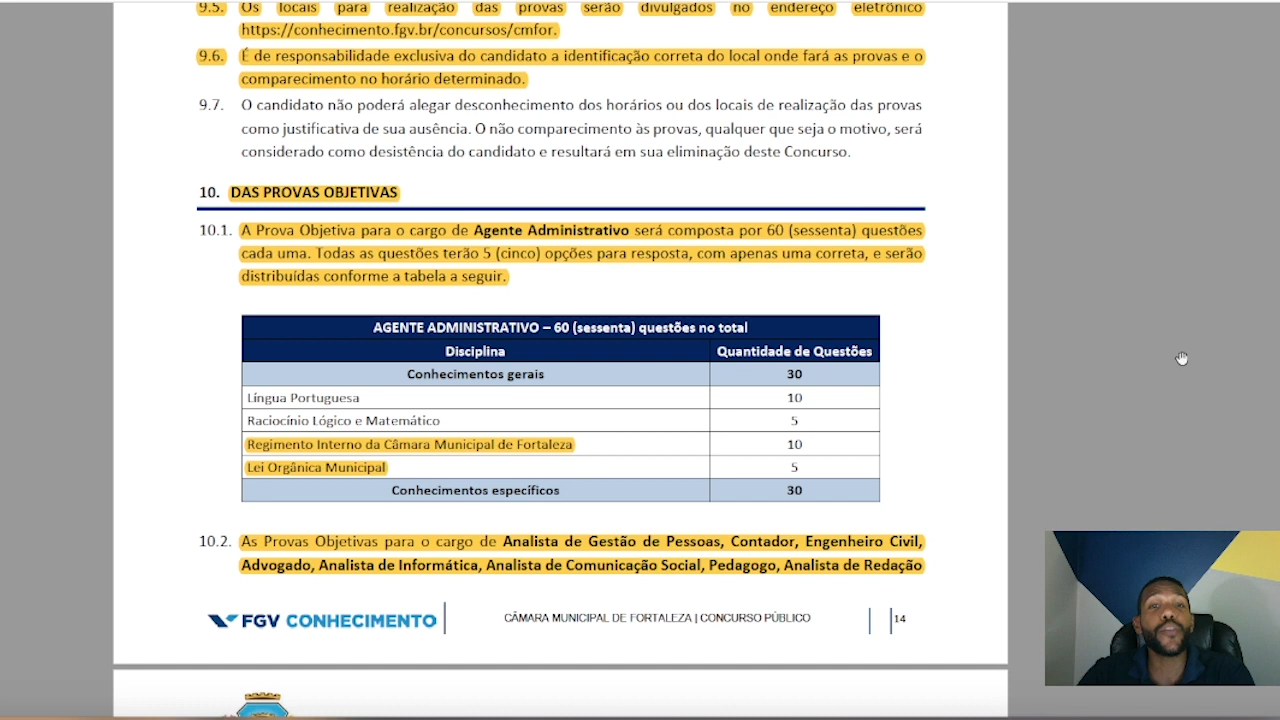 9.5. Os locais para realização das provas serão divulgados no endereço eletrônico
https://conhecimento.fgv.br/concursos/cmfor.
9.6. É de responsabilidade exclusiva do candidato a identificação correta do local onde fará as provas e o
comparecimento no horário determinado.
9.7. O candidato não poderá alegar desconhecimento dos horários ou dos locais de realização das provas
como justificativa de sua ausência. O não comparecimento às provas, qualquer que seja o motivo, será
considerado como desistência do candidato e resultará em sua eliminação deste Concurso.
10. DAS PROVAS OBJETIVAS
10.1. A Prova Objetiva para o cargo de Agente Administrativo será composta por 60 (sessenta) questões
cada uma. Todas as questões terão 5 (cinco) opções para resposta, com apenas uma correta, e serão
distribuídas conforme a tabela a seguir.
AGENTE ADMINISTRATIVO – 60 (sessenta) questões no total
Disciplina Quantidade de Questões
Conhecimentos gerais 30
Língua Portuguesa 10
Raciocínio Lógico e Matemático 5
Regimento Interno da Câmara Municipal de Fortaleza 10
Lei Orgânica Municipal 5
Conhecimentos específicos 30
10.2. As Provas Objetivas para o cargo de Analista de Gestão de Pessoas, Contador, Engenheiro Civil,
Advogado, Analista de Informática, Analista de Comunicação Social, Pedagogo, Analista de Redação
FGV CONHECIMENTO CÂMARA MUNICIPAL DE FORTALEZA | CONCURSO PÚBLICO 14